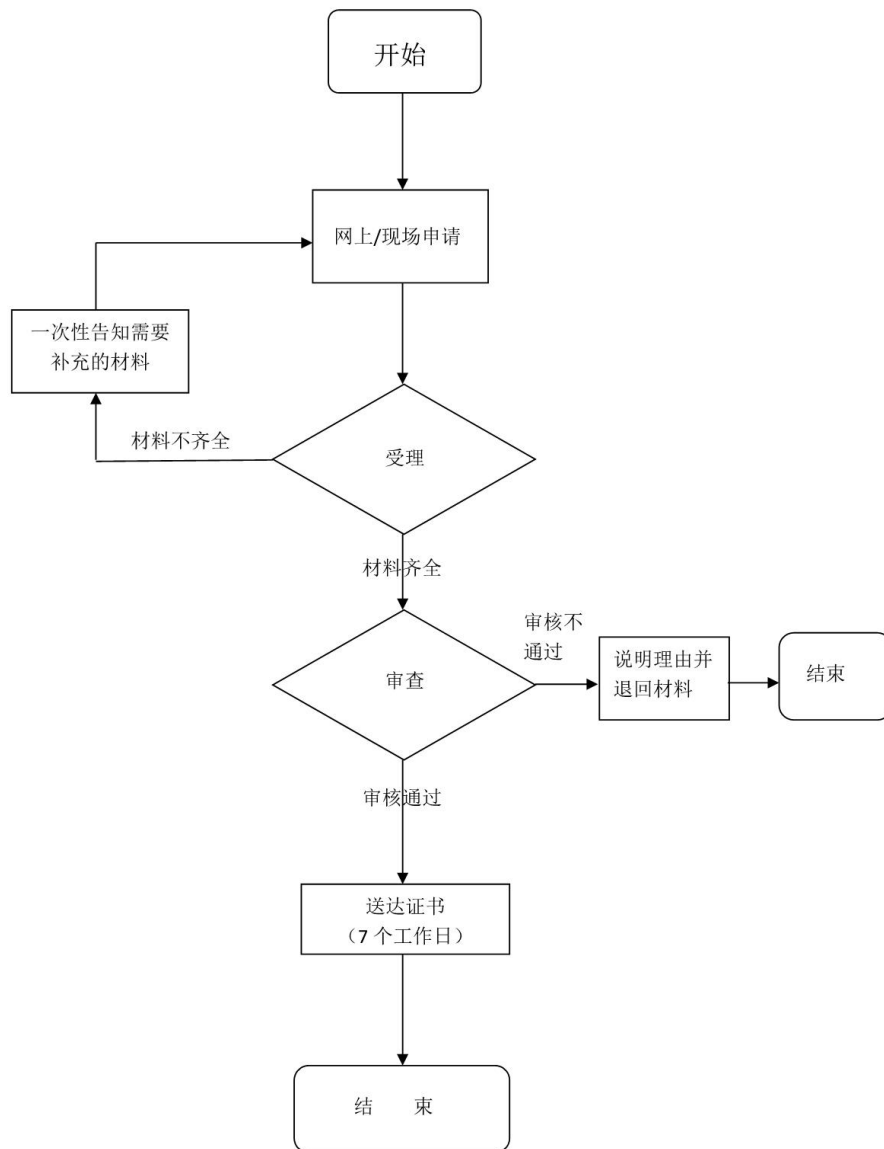 开始
网上/现场申请
一次性告知需要
补充的材料
材料不齐全
受理
材料齐全
审核不
通过
审查
说明理由并
退回材料
结束
审核通过
送达证书
（7 个工作日）
结 束